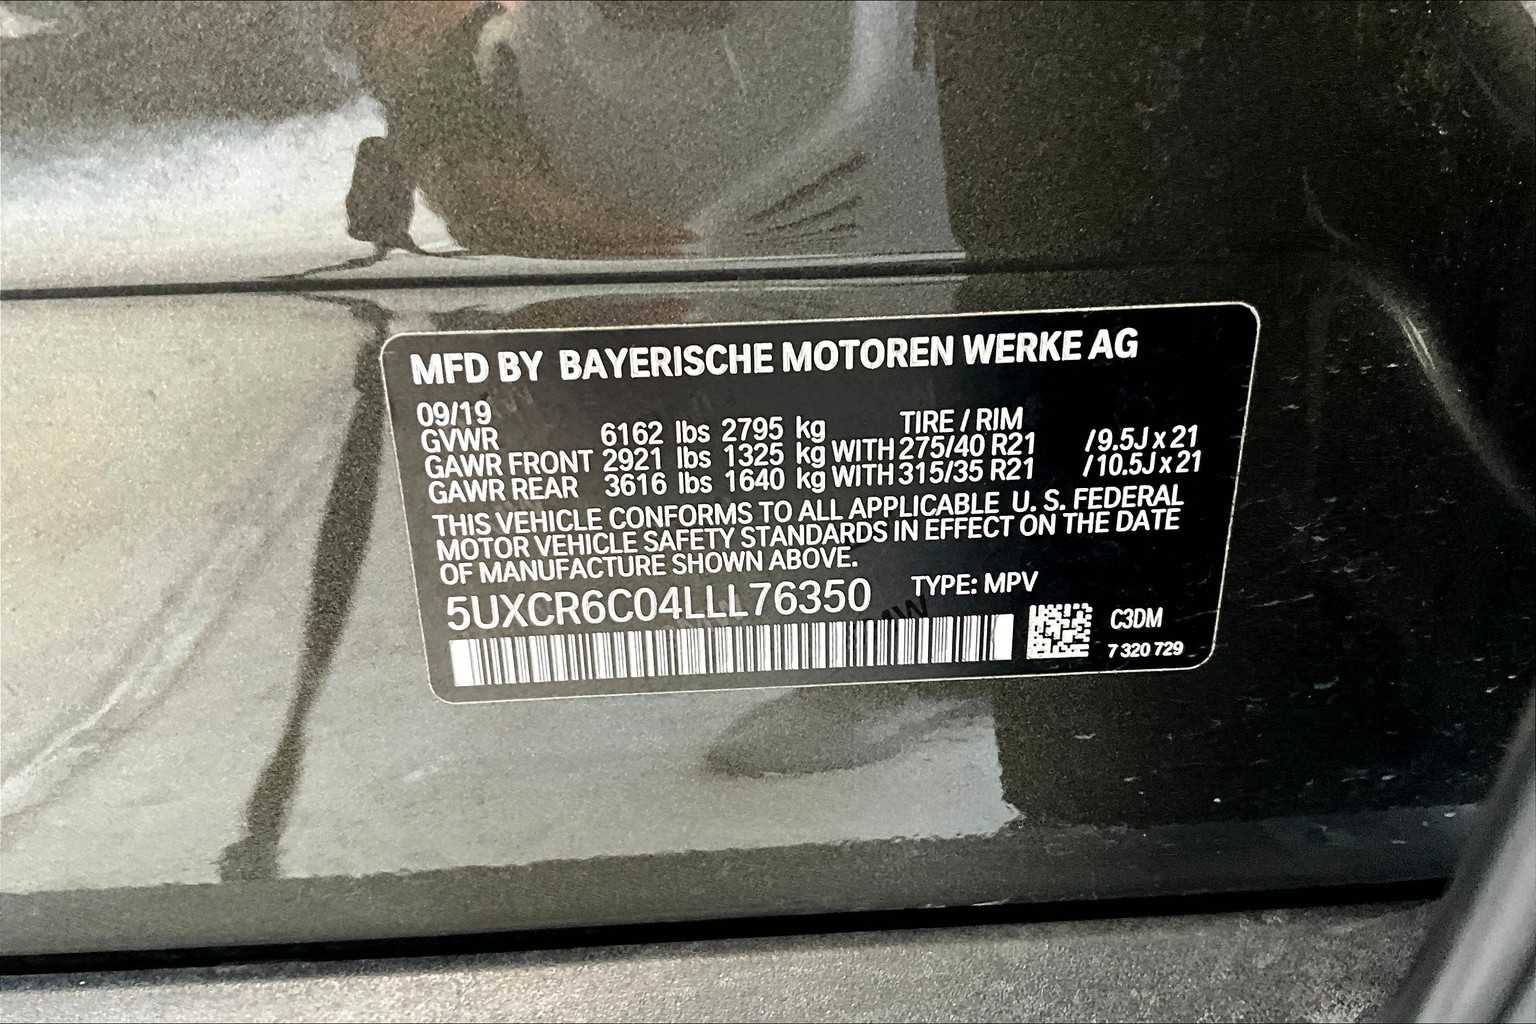 MFD BY BAYERISCHE MOTOREN WERKE AG
09/19 TIRE / RIM
GVWR 6162 lbs 2795 kg
GAWR FRONT 2921 lbs 1325 kg WITH 275/40 R21 /9.5J x 21
GAWR REAR 3616 lbs 1640 kg WITH 315/35 R21 /10.5J x 21
THIS VEHICLE CONFORMS TO ALL APPLICABLE U. S. FEDERAL
MOTOR VEHICLE SAFETY STANDARDS IN EFFECT ON THE DATE
OF MANUFACTURE SHOWN ABOVE.
5UXCR6C04LLL76350 TYPE: MPV
C3DM
7 320 729